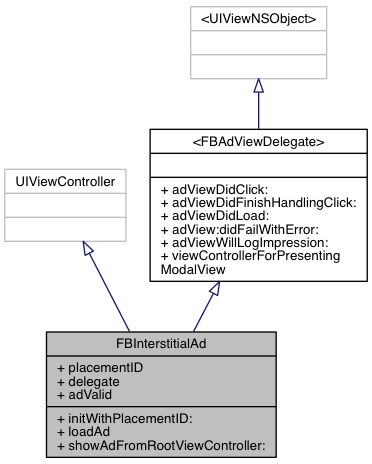 <UIViewNSObject>
<FBAdViewDelegate>
+ adViewDidClick:
+ adViewDidFinishHandlingClick:
+ adViewDidLoad:
+ adView:didFailWithError:
+ adViewWillLogImpression:
+ viewControllerForPresenting
ModalView
UIViewController
FBInterstitialAd
+ placementID
+ delegate
+ adValid
+ initWithPlacementID:
+ loadAd
+ showAdFromRootViewController: